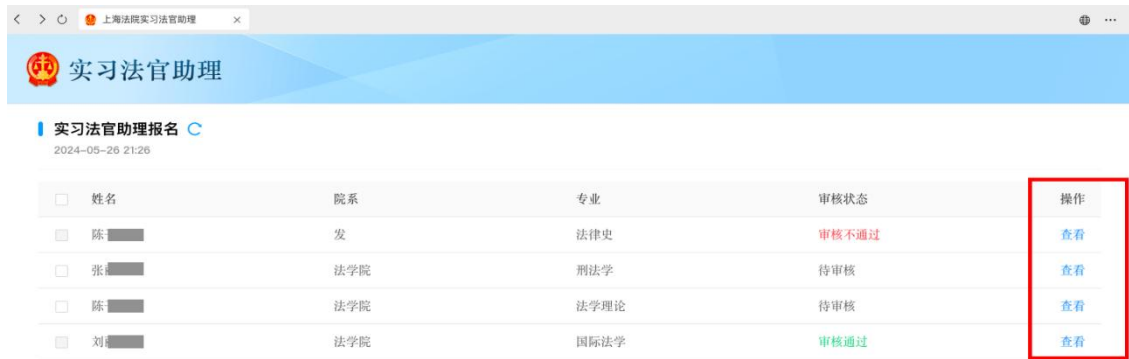 上海法院实习法官助理
实习法官助理
实习法官助理报名
2024-05-26 21:26
姓名 院系 专业 审核状态 操作
陈 发 法律史 审核不通过 查看
张 法学院 刑法学 待审核 查看
陈 法学院 法学理论 待审核 查看
刘 法学院 国际法学 审核通过 查看